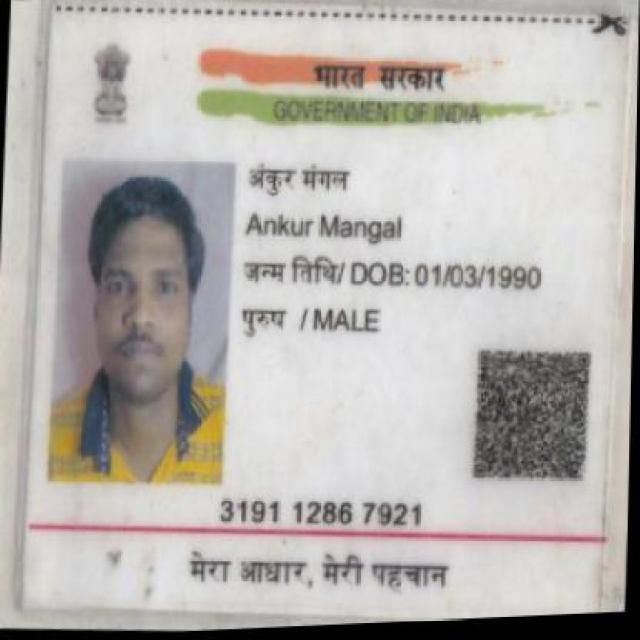 भारत सरकार
GOVERNMENT OF INDIA
अंकुर मंगल
Ankur Mangal
जन्म तिथि/ DOB: 01/03/1990
पुरुष / MALE
3191 1286 7921
मेरा आधार, मेरी पहचान